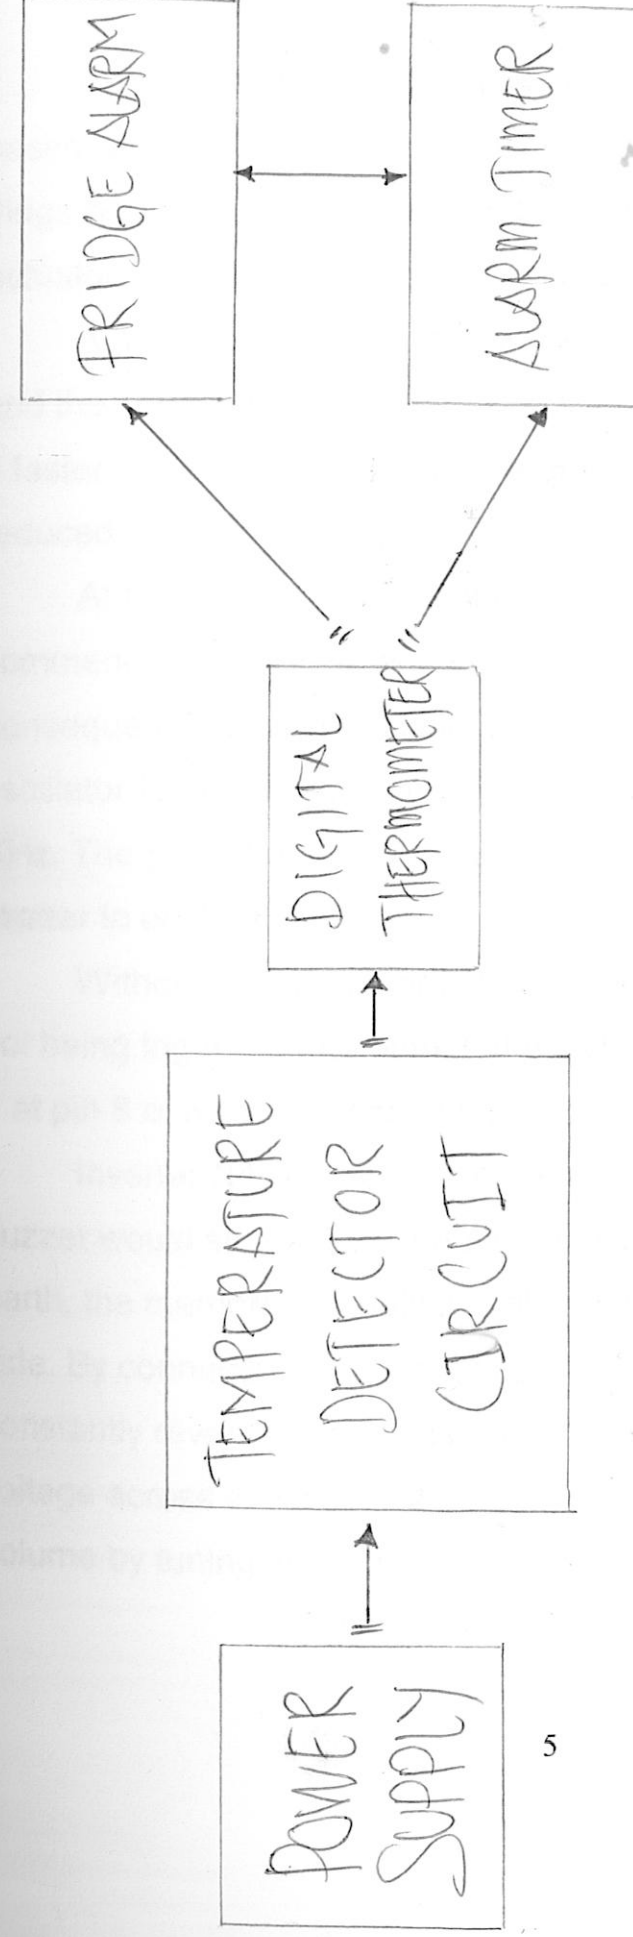 POWER
SUPPLY
TEMPERATURE
DETECTOR
CIRCUIT
DIGITAL
THERMOMETER
FRIDGE ALARM
ALARM TIMER
5